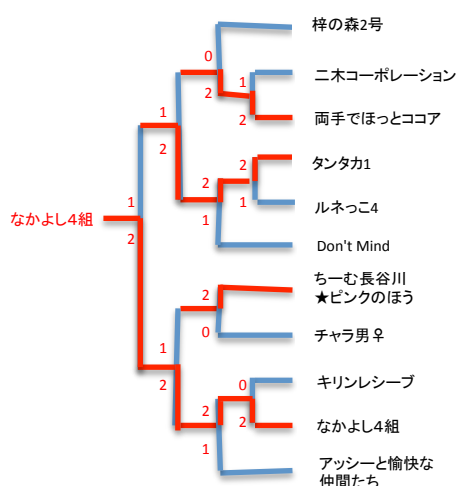 梓の森2号
0
二木コーポレーション
1
2
2
両手でほっとココア
1
2
タンタカ1
2
2
1
ルネっこ4
1
Don't Mind
1
なかよし4組
2
ちーむ長谷川
★ピンクのほう
2
0
チャラ男♀
1
2
キリンレシーブ
0
2
2
なかよし4組
1
アッシーと愉快な
仲間たち